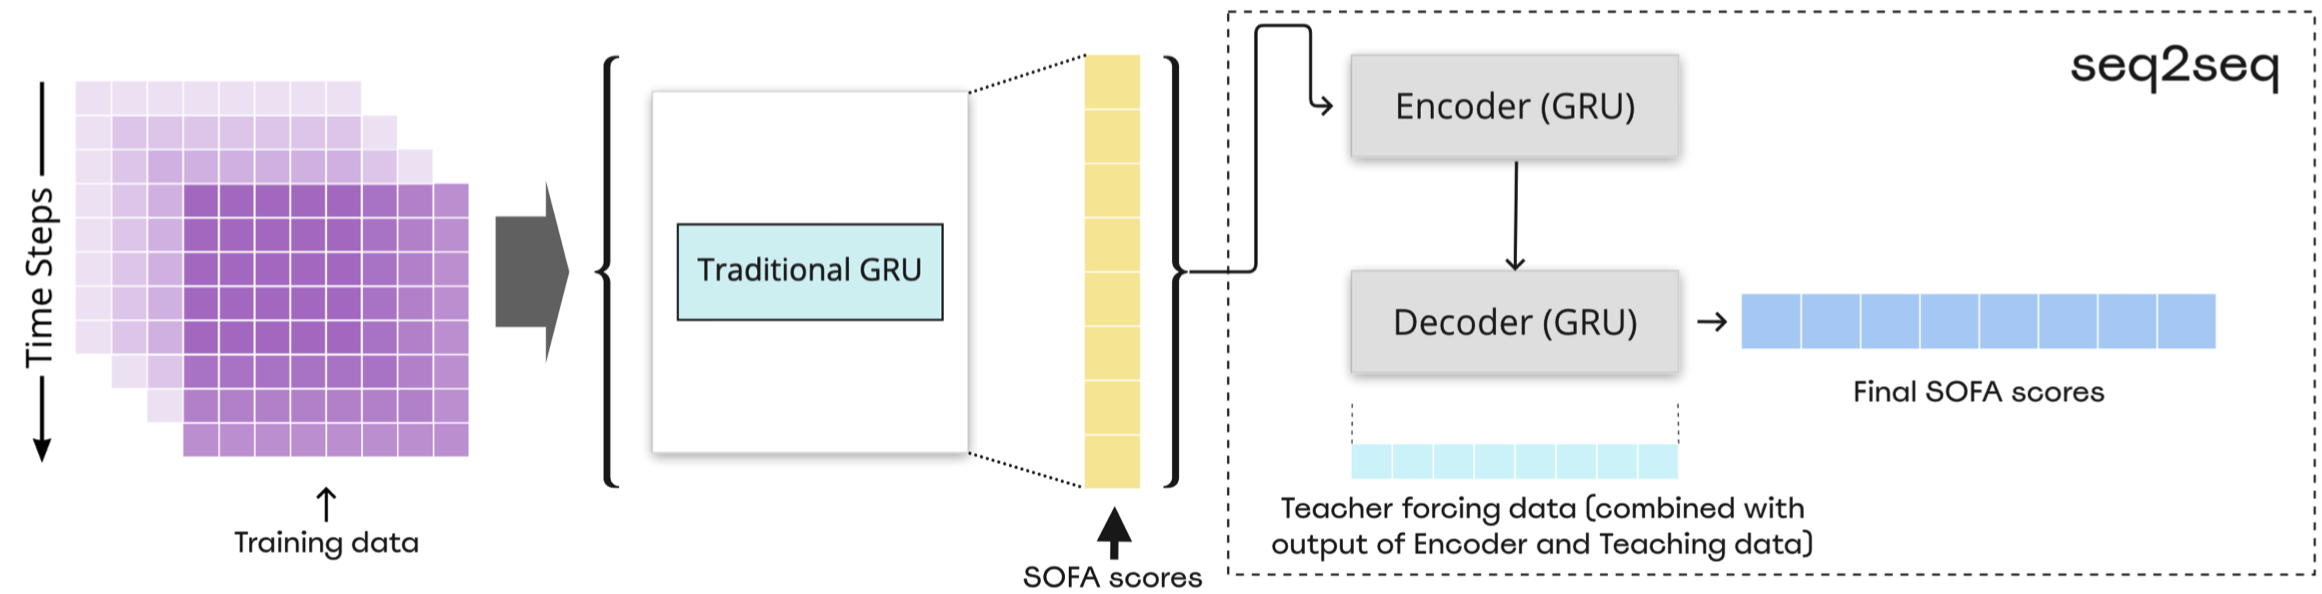 Time Steps
Training data
Traditional GRU
SOFA scores
seq2seq
Encoder (GRU)
Decoder (GRU)
Final SOFA scores
Teacher forcing data (combined with
output of Encoder and Teaching data)